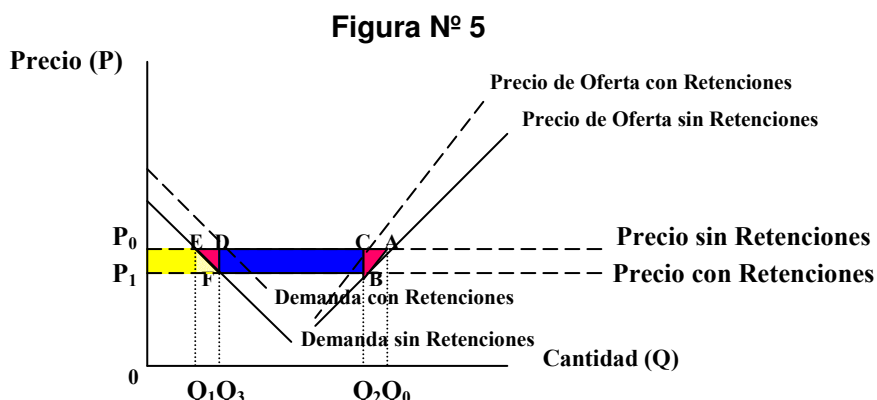 Figura Nº 5
Precio (P)
Precio de Oferta con Retenciones
Precio de Oferta sin Retenciones
P0 E D C A Precio sin Retenciones
P1 F B Precio con Retenciones
Demanda con Retenciones
Demanda sin Retenciones
Cantidad (Q)
0
Q1Q3 Q2Q0